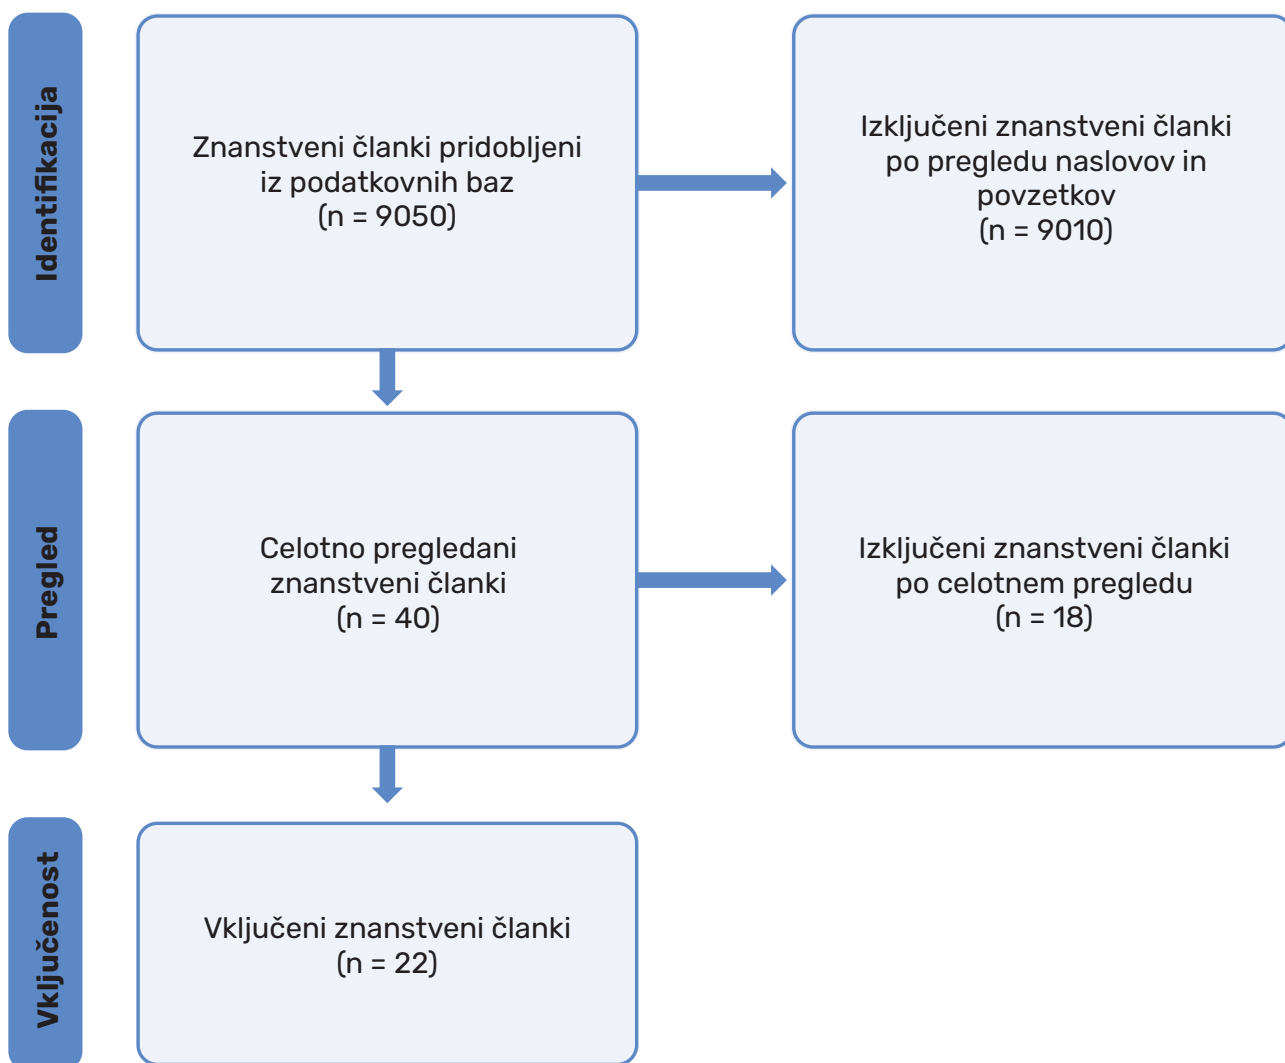 Identifikacija
Znanstveni članki pridobljeni
iz podatkovnih baz
(n = 9050)
Izključeni znanstveni članki
po pregledu naslovov in
povzetkov
(n = 9010)
Pregled
Celotno pregledani
znanstveni članki
(n = 40)
Izključeni znanstveni članki
po celotnem pregledu
(n = 18)
Vključenost
Vključeni znanstveni članki
(n = 22)